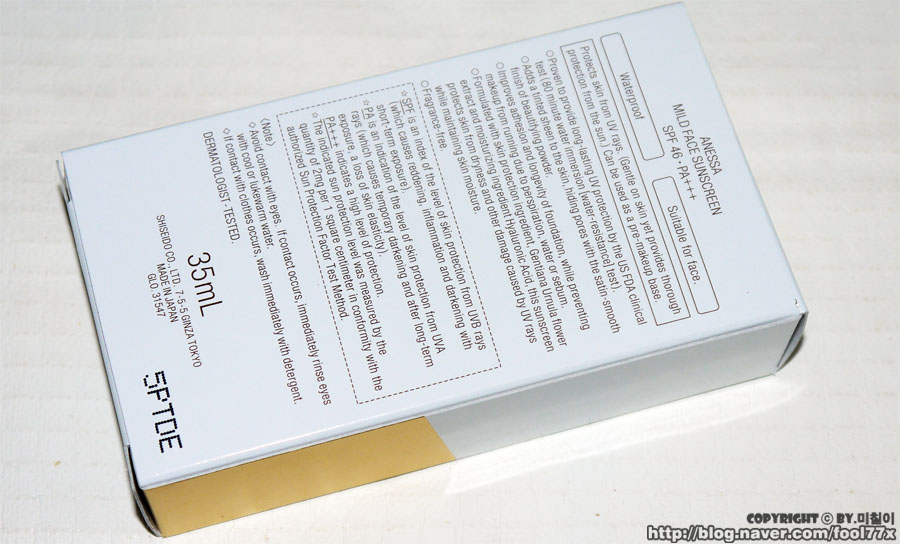 ANESSA
MILD FACE SUNSCREEN
SPF 46 · PA+++
Waterproof
Suitable for face.
Protects skin from UV rays. (Gentle on skin yet provides thorough
protection from the sun.) Can be used as a pre-makeup base.
○Proven to provide long-lasting UV protection by the US FDA clinical
test (80 minute water immersion (water-resistance) test).
○Adds a tinted sheer to the skin, hiding pores with the satin-smooth
finish of beautifying powder.
○Improves adhesion and longevity of foundation, while preventing
makeup from running due to perspiration, water or sebum.
○Formulated with skin protection ingredient, Gentiana Urnula flower
extract and moisturizing ingredient Hyaluronic Acid. This sunscreen
protects skin from dryness and other damage caused by UV rays
while maintaining skin moisture.
○Fragrance-free.
☆SPF is an index of the level of skin protection from UVB rays
(which causes reddening, inflammation and darkening with
short-term exposure).
☆PA is an indication of the level of skin protection from UVA
rays (which causes temporary darkening and after long-term
exposure, a loss of skin elasticity).
PA+++ indicates a high level of protection.
☆The indicated sun protection level was measured by the
quantity of 2mg per 1 square centimeter in conformity with the
authorized Sun Protection Factor Test Method.
〈Note〉
◇Avoid contact with eyes. If contact occurs, immediately rinse eyes
with cool or lukewarm water.
◇If contact with clothes occurs, wash immediately with detergent.
DERMATOLOGIST-TESTED.
35mL
SHISEIDO CO., LTD. 7-5-5 GINZA TOKYO
MADE IN JAPAN
GLO 31547
5PTDE
COPYRIGHT © BY.미칠이
http://blog.naver.com/fool77x